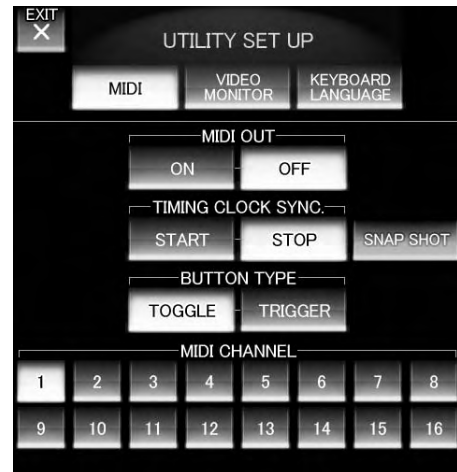 EXIT
×
UTILITY SET UP
MIDI
VIDEO
MONITOR
KEYBOARD
LANGUAGE
MIDI OUT
ON
OFF
TIMING CLOCK SYNC.
START
STOP
SNAP SHOT
BUTTON TYPE
TOGGLE
TRIGGER
MIDI CHANNEL
1 2 3 4 5 6 7 8
9 10 11 12 13 14 15 16